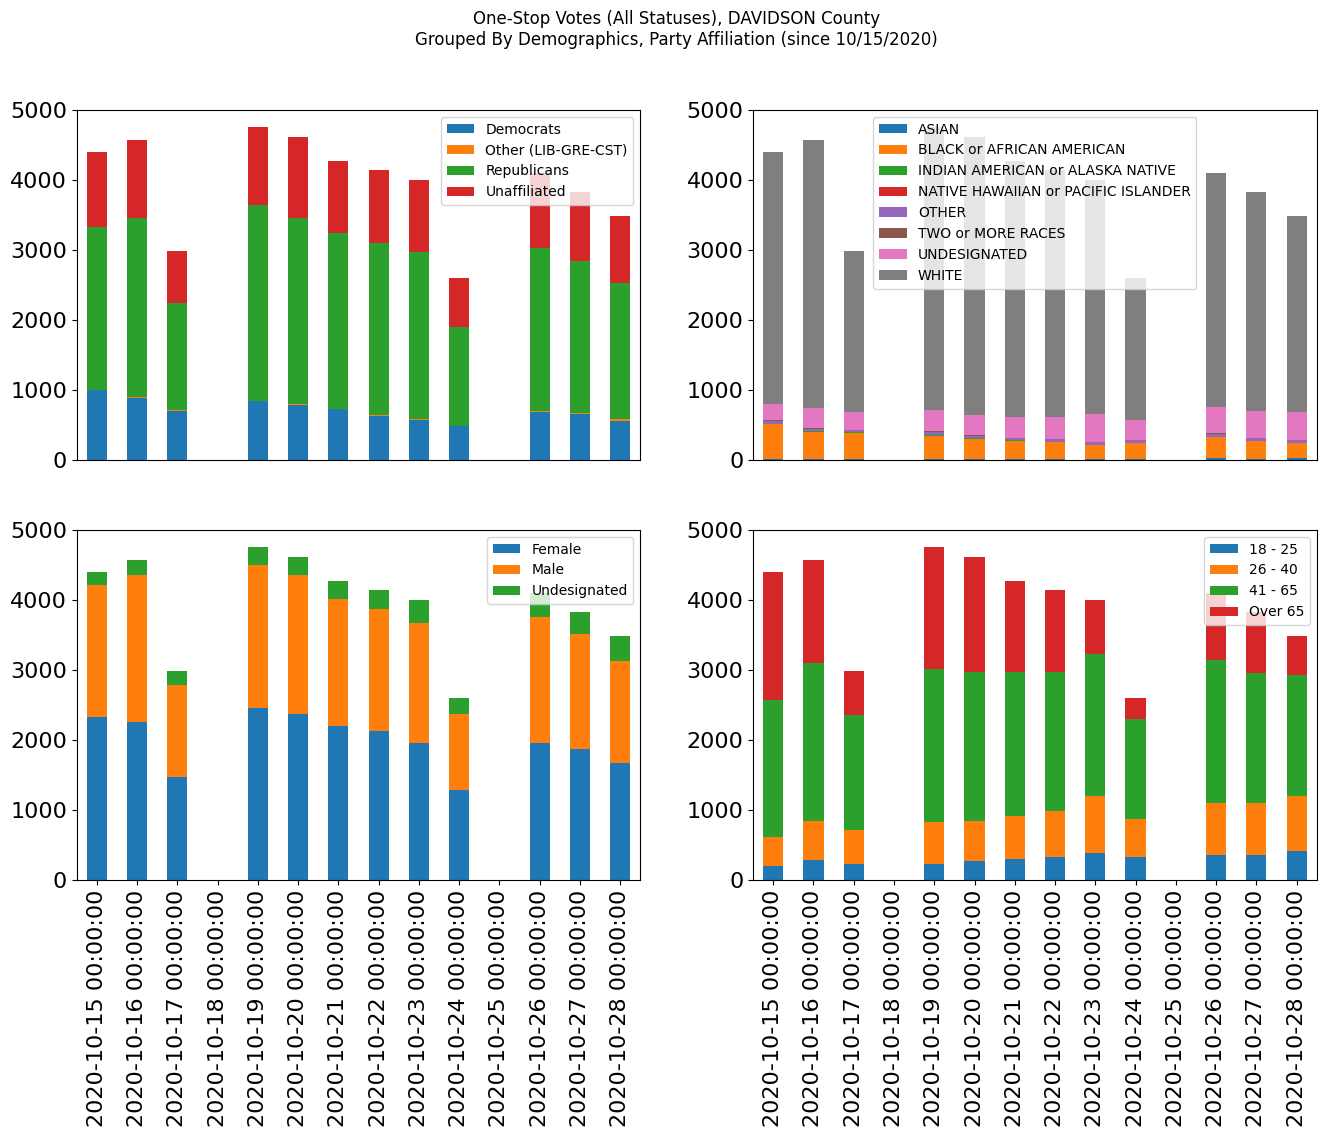 One-Stop Votes (All Statuses), DAVIDSON County
Grouped By Demographics, Party Affiliation (since 10/15/2020)
5000
4000
3000
2000
1000
0
Democrats
Other (LIB-GRE-CST)
Republicans
Unaffiliated
5000
4000
3000
2000
1000
0
ASIAN
BLACK or AFRICAN AMERICAN
INDIAN AMERICAN or ALASKA NATIVE
NATIVE HAWAIIAN or PACIFIC ISLANDER
OTHER
TWO or MORE RACES
UNDESIGNATED
WHITE
5000
4000
3000
2000
1000
0
Female
Male
Undesignated
2020-10-15 00:00:00
2020-10-16 00:00:00
2020-10-17 00:00:00
2020-10-18 00:00:00
2020-10-19 00:00:00
2020-10-20 00:00:00
2020-10-21 00:00:00
2020-10-22 00:00:00
2020-10-23 00:00:00
2020-10-24 00:00:00
2020-10-25 00:00:00
2020-10-26 00:00:00
2020-10-27 00:00:00
2020-10-28 00:00:00
5000
4000
3000
2000
1000
0
18 - 25
26 - 40
41 - 65
Over 65
2020-10-15 00:00:00
2020-10-16 00:00:00
2020-10-17 00:00:00
2020-10-18 00:00:00
2020-10-19 00:00:00
2020-10-20 00:00:00
2020-10-21 00:00:00
2020-10-22 00:00:00
2020-10-23 00:00:00
2020-10-24 00:00:00
2020-10-25 00:00:00
2020-10-26 00:00:00
2020-10-27 00:00:00
2020-10-28 00:00:00